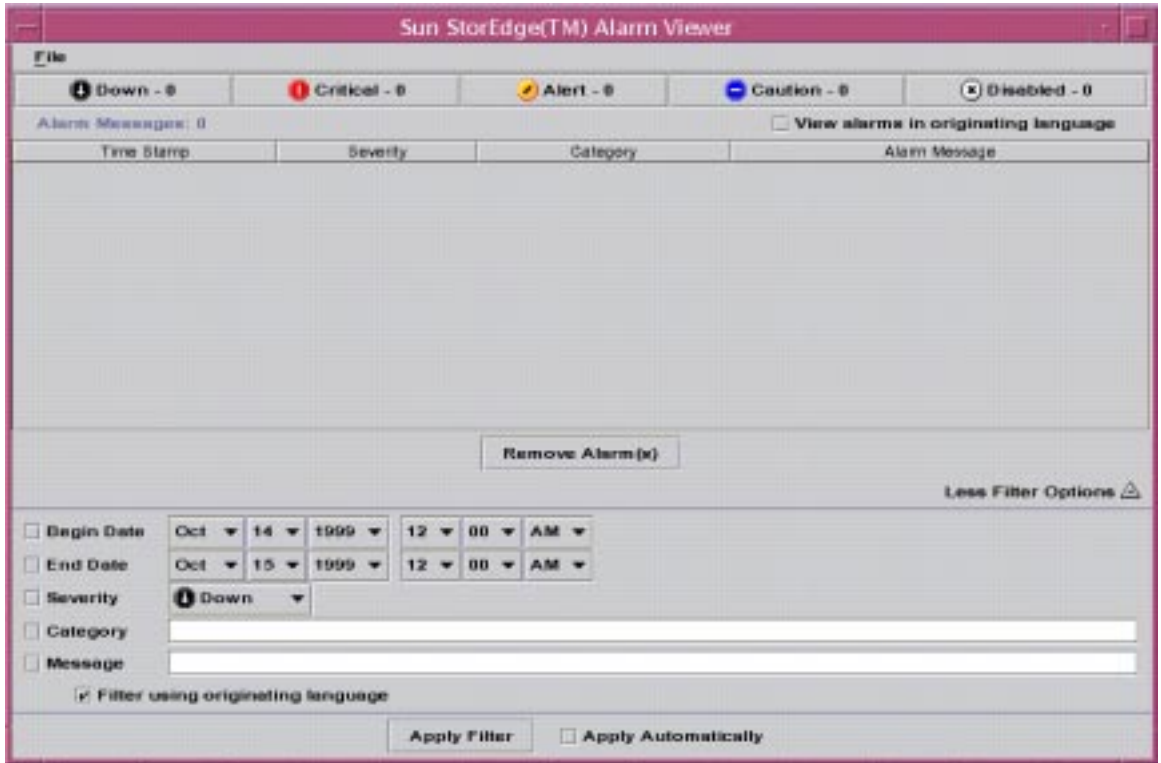 Sun StorEdge(TM) Alarm Viewer
File
Down - 0 Critical - 0 Alert - 0 Caution - 0 Disabled - 0
Alarm Messages: 0 View alarms in originating language
Time Stamp Severity Category Alarm Message
Remove Alarm(s)
Less Filter Options
Begin Date Oct 14 1999 12 00 AM
End Date Oct 15 1999 12 00 AM
Severity Down
Category
Message
Filter using originating language
Apply Filter Apply Automatically